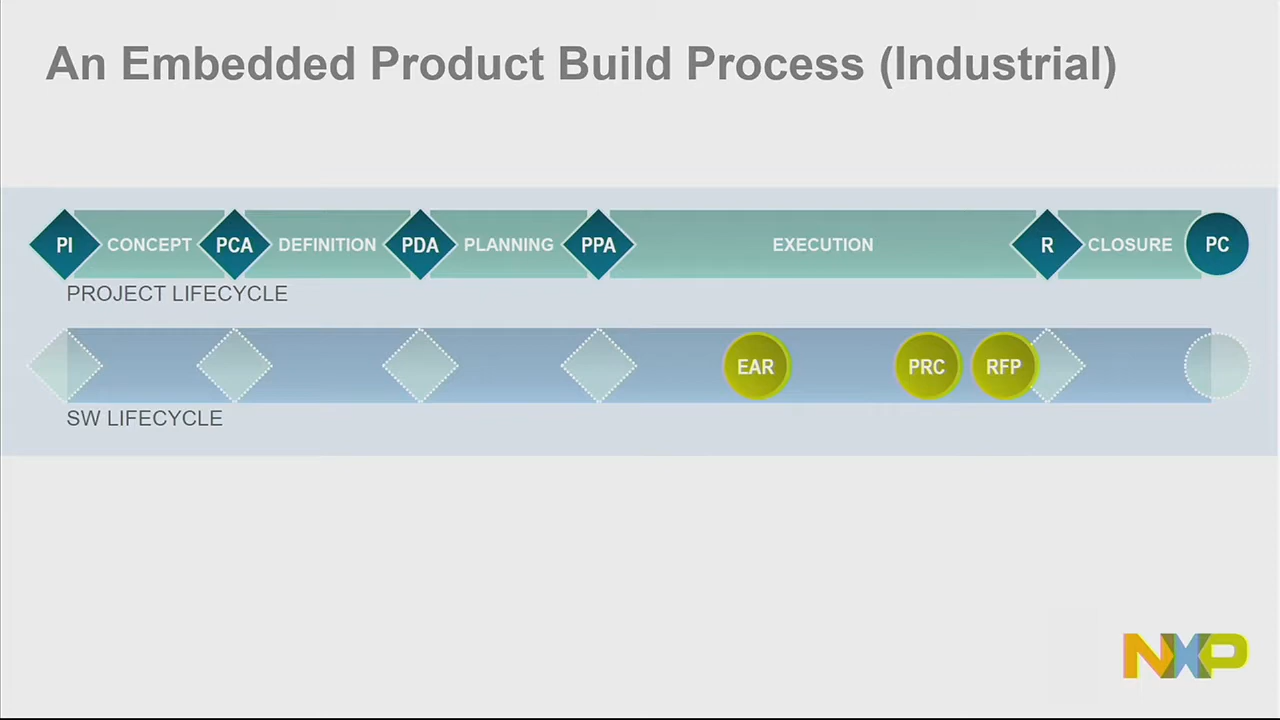 An Embedded Product Build Process (Industrial)
PI CONCEPT PCA DEFINITION PDA PLANNING PPA EXECUTION R CLOSURE PC
PROJECT LIFECYCLE
EAR PRC RFP
SW LIFECYCLE
NXP